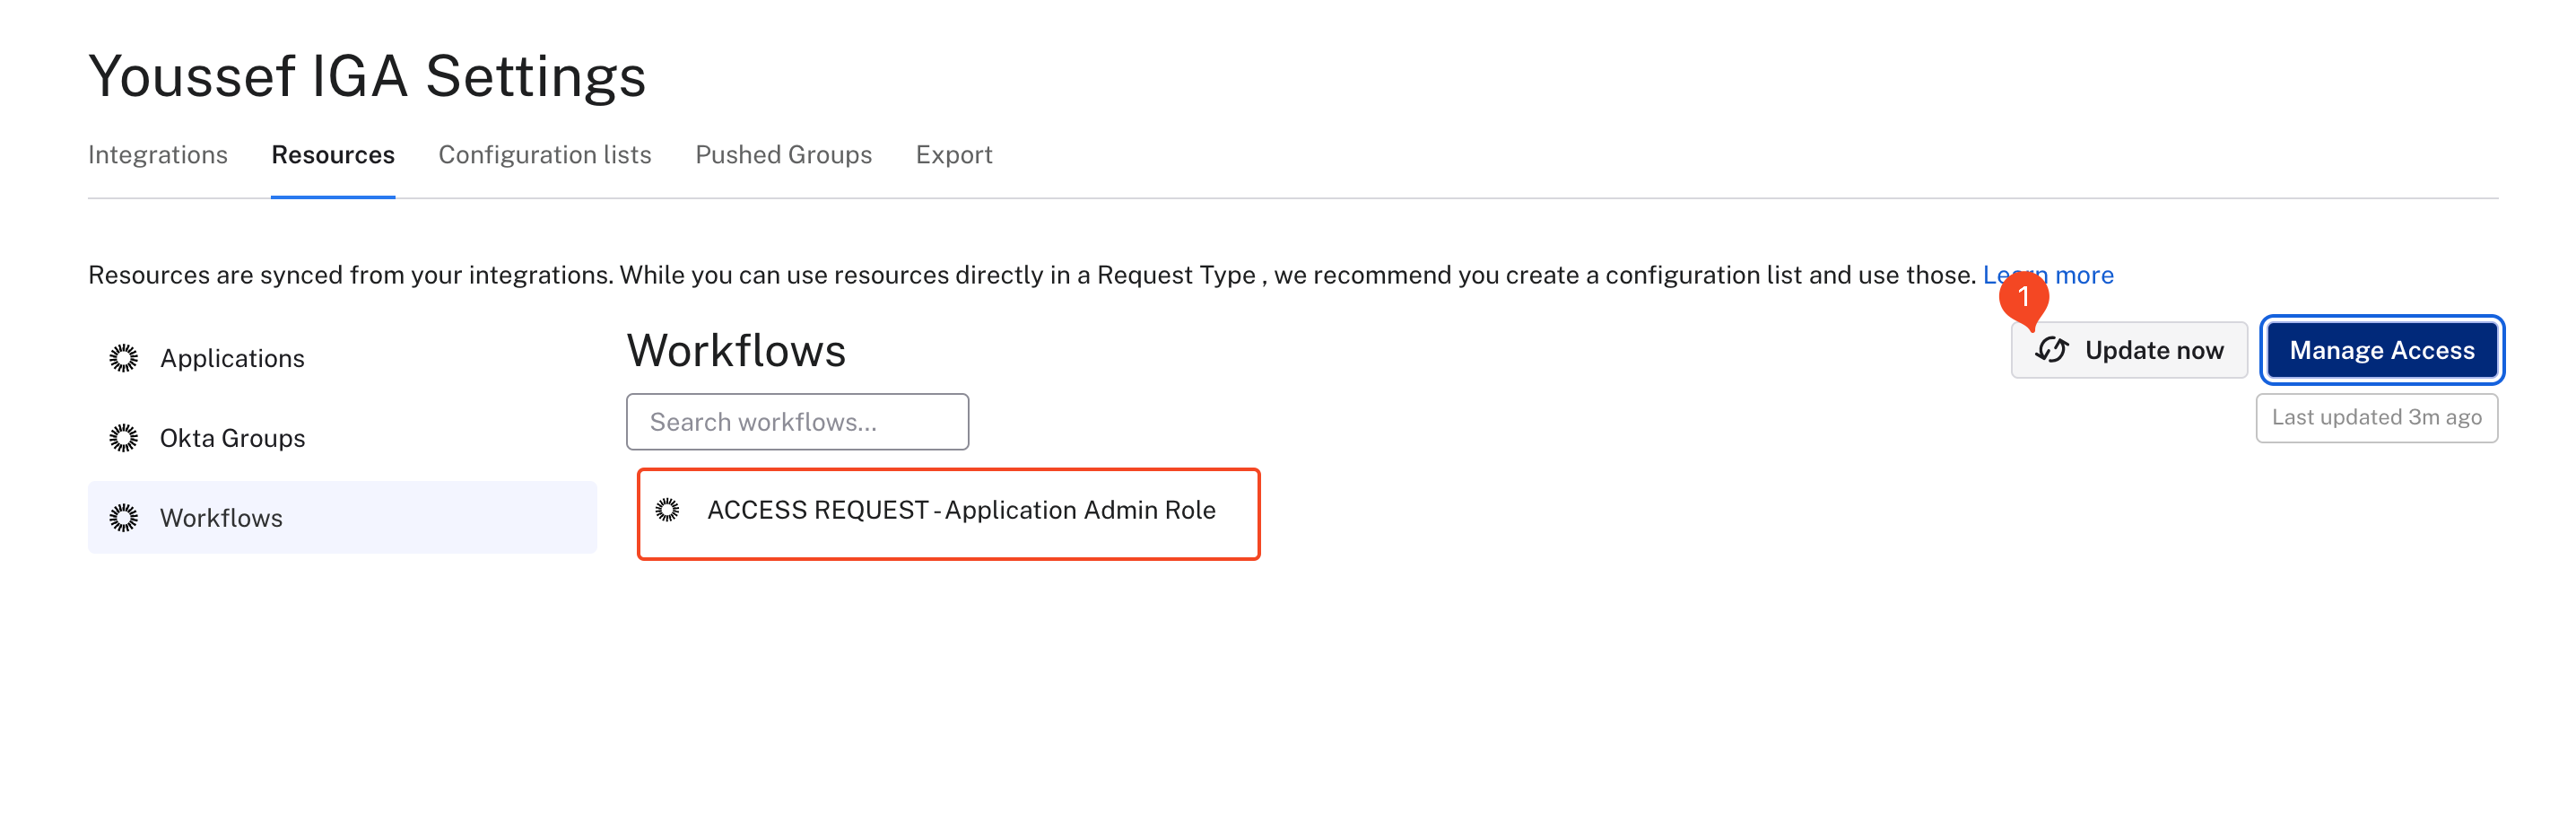 Youssef IGA Settings
Integrations Resources Configuration lists Pushed Groups Export
Resources are synced from your integrations. While you can use resources directly in a Request Type , we recommend you create a configuration list and use those. Learn more
1
Applications
Okta Groups
Workflows
Workflows
Update now
Manage Access
Search workflows...
Last updated 3m ago
ACCESS REQUEST - Application Admin Role